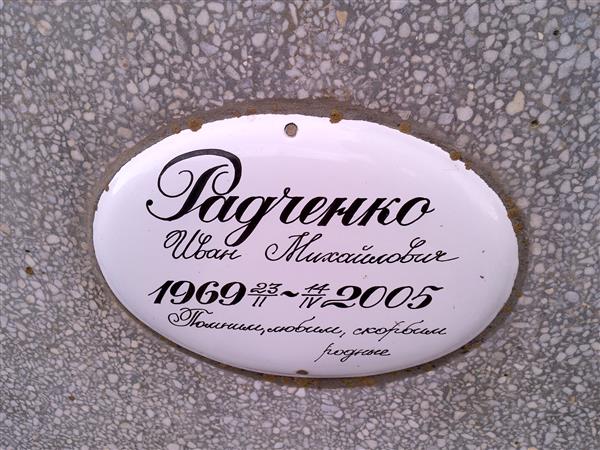 Радченко
Иван Михайлович
1969 23/II ~ 14/IV 2005
Помним, любим, скорбим
родные